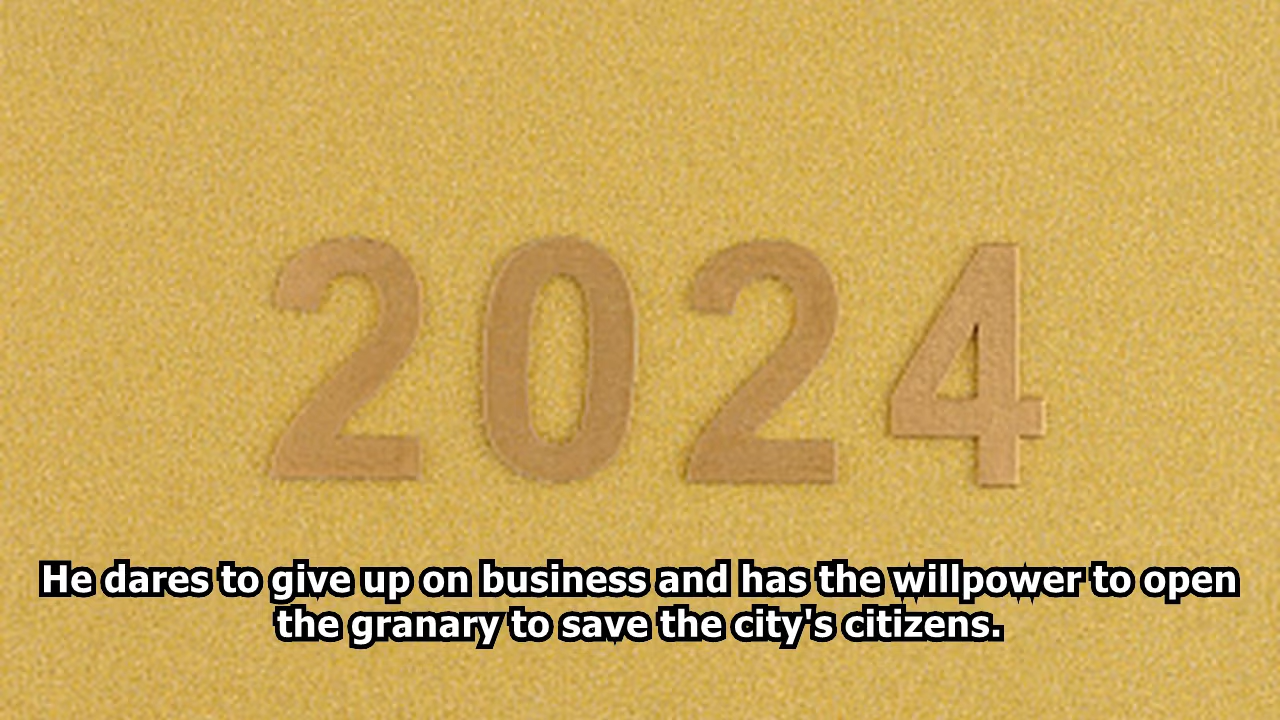 2024
He dares to give up on business and has the willpower to open
the granary to save the city's citizens.